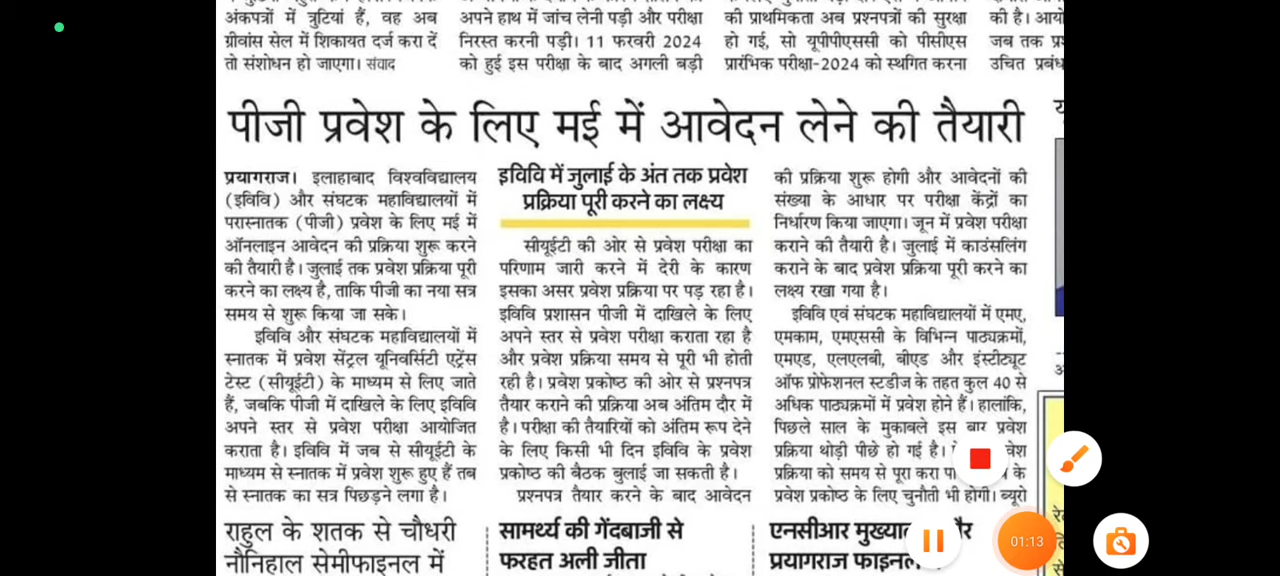 अंकपत्रों में त्रुटियां हैं, वह अब
ग्रीवांस सेल में शिकायत दर्ज करा दें
तो संशोधन हो जाएगा। संवाद
अपने हाथ में जांच लेनी पड़ी और परीक्षा
निरस्त करनी पड़ी। 11 फरवरी 2024
को हुई इस परीक्षा के बाद अगली बड़ी
की प्राथमिकता अब प्रश्नपत्रों की सुरक्षा
हो गई, सो यूपीपीएससी को पीसीएस
प्रारंभिक परीक्षा-2024 को स्थगित करना
की है। आयो
जब तक प्रश
उचित प्रबंध
पीजी प्रवेश के लिए मई में आवेदन लेने की तैयारी
प्रयागराज। इलाहाबाद विश्वविद्यालय
(इविवि) और संघटक महाविद्यालयों में
परास्नातक (पीजी) प्रवेश के लिए मई में
ऑनलाइन आवेदन की प्रक्रिया शुरू करने
की तैयारी है। जुलाई तक प्रवेश प्रक्रिया पूरी
करने का लक्ष्य है, ताकि पीजी का नया सत्र
समय से शुरू किया जा सके।
इविवि और संघटक महाविद्यालयों में
स्नातक में प्रवेश सेंट्रल यूनिवर्सिटी एट्रेंस
टेस्ट (सीयूईटी) के माध्यम से लिए जाते
हैं, जबकि पीजी में दाखिले के लिए इविवि
अपने स्तर से प्रवेश परीक्षा आयोजित
कराता है। इविवि में जब से सीयूईटी के
माध्यम से स्नातक में प्रवेश शुरू हुए हैं तब
से स्नातक का सत्र पिछड़ने लगा है।
इविवि में जुलाई के अंत तक प्रवेश
प्रक्रिया पूरी करने का लक्ष्य
सीयूईटी की ओर से प्रवेश परीक्षा का
परिणाम जारी करने में देरी के कारण
इसका असर प्रवेश प्रक्रिया पर पड़ रहा है।
इविवि प्रशासन पीजी में दाखिले के लिए
अपने स्तर से प्रवेश परीक्षा कराता रहा है
और प्रवेश प्रक्रिया समय से पूरी भी होती
रही है। प्रवेश प्रकोष्ठ की ओर से प्रश्नपत्र
तैयार कराने की प्रक्रिया अब अंतिम दौर में
है। परीक्षा की तैयारियों को अंतिम रूप देने
के लिए किसी भी दिन इविवि के प्रवेश
प्रकोष्ठ की बैठक बुलाई जा सकती है।
प्रश्नपत्र तैयार करने के बाद आवेदन
की प्रक्रिया शुरू होगी और आवेदनों की
संख्या के आधार पर परीक्षा केंद्रों का
निर्धारण किया जाएगा। जून में प्रवेश परीक्षा
कराने की तैयारी है। जुलाई में काउंसलिंग
कराने के बाद प्रवेश प्रक्रिया पूरी करने का
लक्ष्य रखा गया है।
इविवि एवं संघटक महाविद्यालयों में एमए,
एमकाम, एमएससी के विभिन्न पाठ्यक्रमों,
एमएड, एलएलबी, बीएड और इंस्टीट्यूट
ऑफ प्रोफेशनल स्टडीज के तहत कुल 40 से
अधिक पाठ्यक्रमों में प्रवेश होने हैं। हालांकि,
पिछले साल के मुकाबले इस बार प्रवेश
प्रक्रिया थोड़ी पीछे हो गई है। वेश
प्रक्रिया को समय से पूरा करा के
प्रवेश प्रकोष्ठ के लिए चुनौती भी होगी। ब्यूरो
राहुल के शतक से चौधरी
नौनिहाल सेमीफाइनल में
सामर्थ्य की गेंदबाजी से
फरहत अली जीता
एनसीआर मुख्या और
प्रयागराज फाइनल
01:13